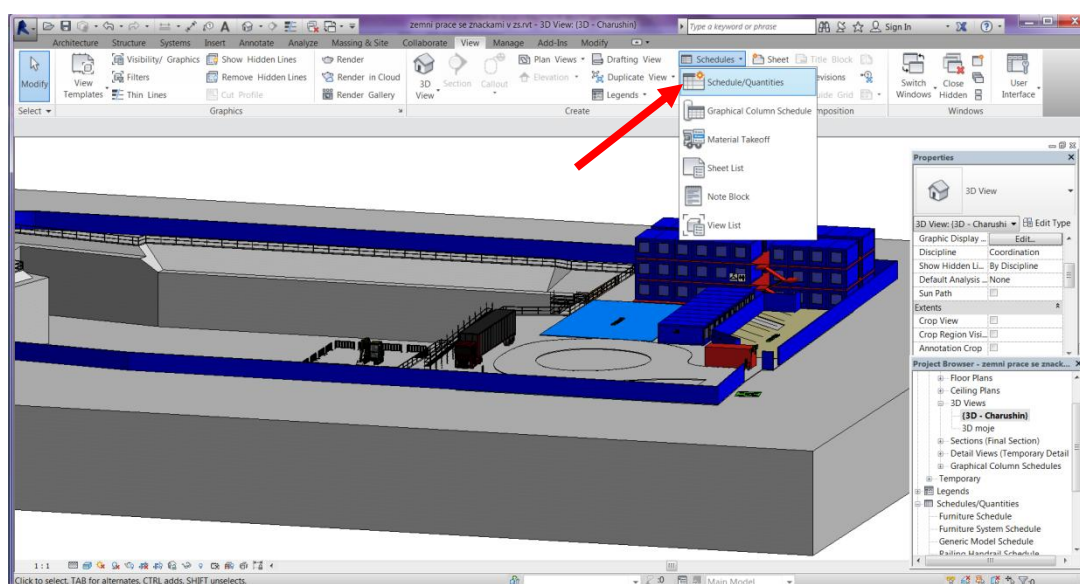 zemni prace se znackami v zs.rvt - 3D View: {3D - Charushin}
Type a keyword or phrase
Sign In
Architecture Structure Systems Insert Annotate Analyze Massing & Site Collaborate View Manage Add-Ins Modify
Modify
View
Templates
Visibility/ Graphics
Filters
Thin Lines
Show Hidden Lines
Remove Hidden Lines
Cut Profile
Render
Render in Cloud
Render Gallery
3D
View
Section
Callout
Plan Views
Elevation
Drafting View
Duplicate View
Legends
Schedules
Sheet
Title Block
Switch
Windows
Close
Hidden
User
Interface
Select
Graphics
Create
Windows
Schedule/Quantities
Graphical Column Schedule
Material Takeoff
Sheet List
Note Block
View List
Properties
3D View
3D View: {3D - Charushi
Edit Type
Graphic Display ... Edit...
Discipline Coordination
Show Hidden Li... By Discipline
Default Analysis ... None
Sun Path
Extents
Crop View
Crop Region Visi...
Annotation Crop
Project Browser - zemni prace se znack...
Floor Plans
Ceiling Plans
3D Views
{3D - Charushin}
3D moje
Sections (Final Section)
Detail Views (Temporary Detail
Graphical Column Schedules
Temporary
Legends
Schedules/Quantities
Furniture Schedule
Furniture System Schedule
Generic Model Schedule
Railing Handrail Schedule
1:1
Click to select, TAB for alternates, CTRL adds, SHIFT unselects.
:0
Main Model
:0